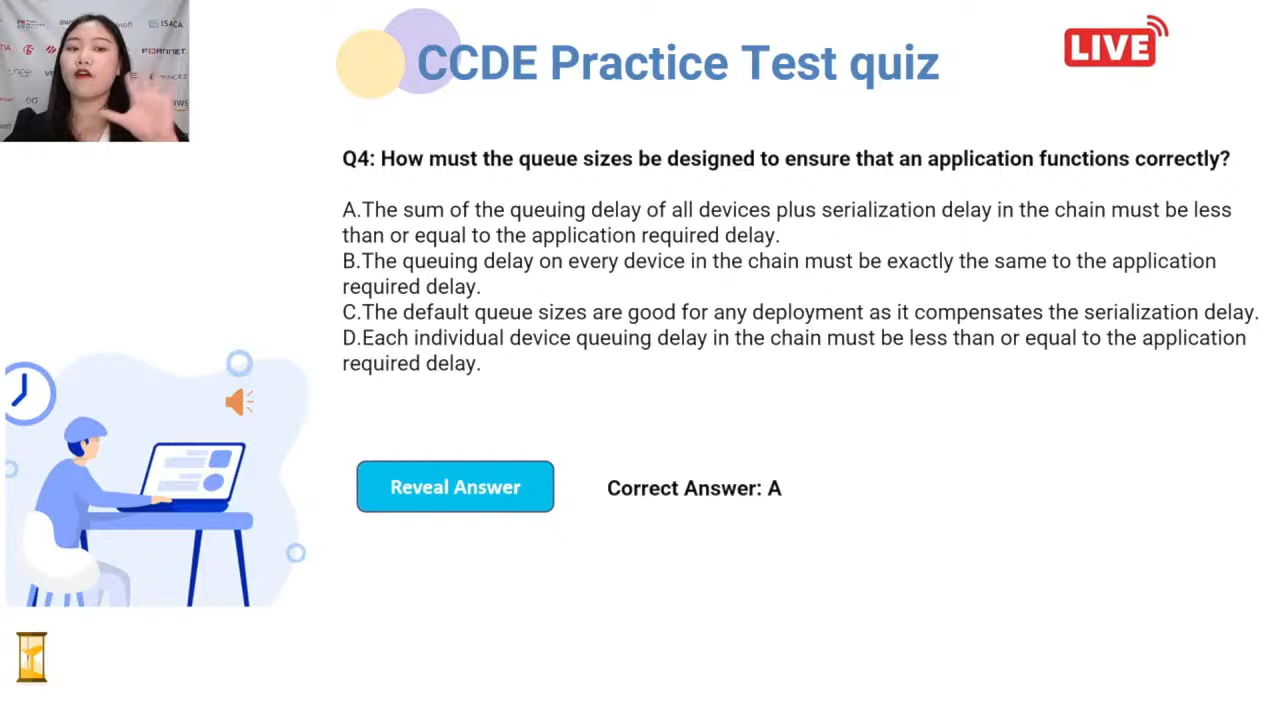 ISACA
FORTINET
aws
CCDE Practice Test quiz
LIVE
Q4: How must the queue sizes be designed to ensure that an application functions correctly?
A.The sum of the queuing delay of all devices plus serialization delay in the chain must be less
than or equal to the application required delay.
B.The queuing delay on every device in the chain must be exactly the same to the application
required delay.
C.The default queue sizes are good for any deployment as it compensates the serialization delay.
D.Each individual device queuing delay in the chain must be less than or equal to the application
required delay.
Reveal Answer
Correct Answer: A